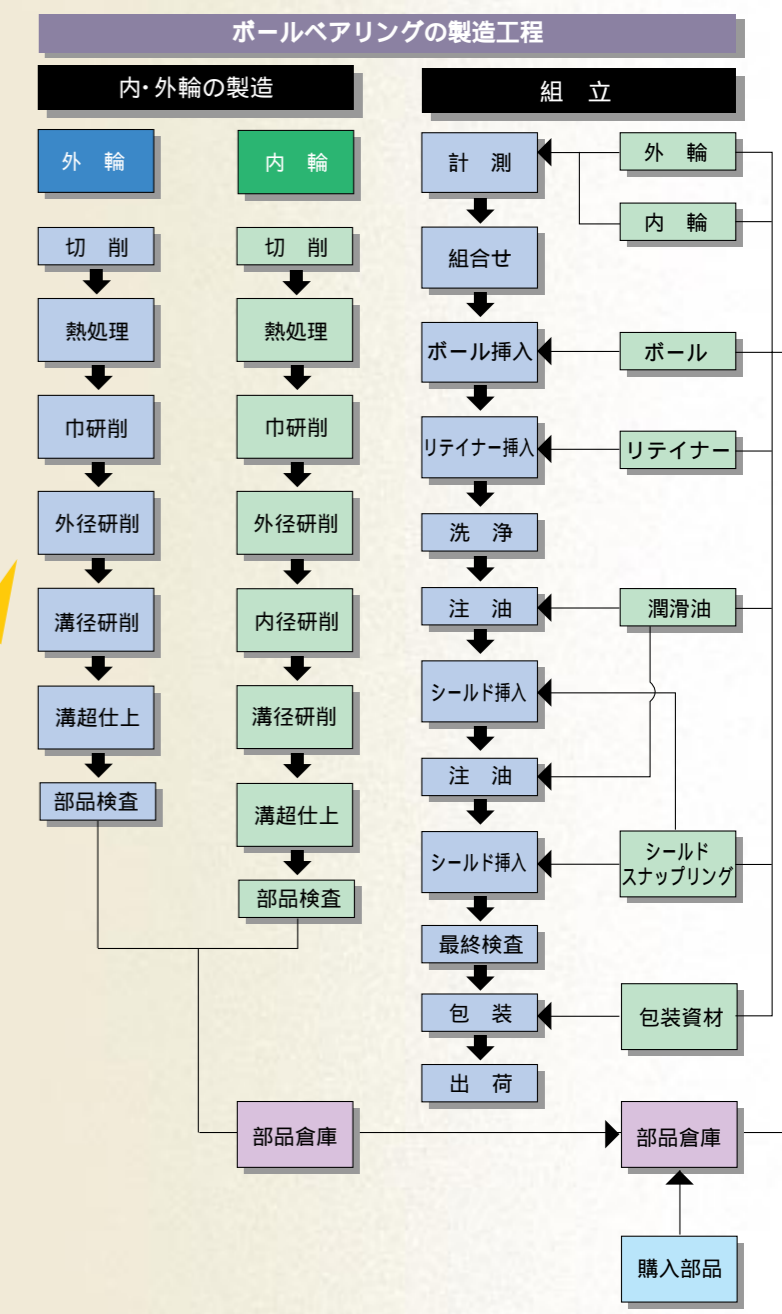 ボールベアリングの製造工程
内・外輪の製造
外 輪
切 削
熱処理
巾研削
外径研削
溝径研削
溝超仕上
部品検査
内 輪
切 削
熱処理
巾研削
外径研削
内径研削
溝径研削
溝超仕上
部品検査
部品倉庫
組 立
計 測
組合せ
ボール挿入
リテイナー挿入
洗 浄
注 油
シールド挿入
注 油
シールド挿入
最終検査
包 装
出 荷
外 輪
内 輪
ボール
リテイナー
潤滑油
シールド
スナップリング
包装資材
部品倉庫
購入部品